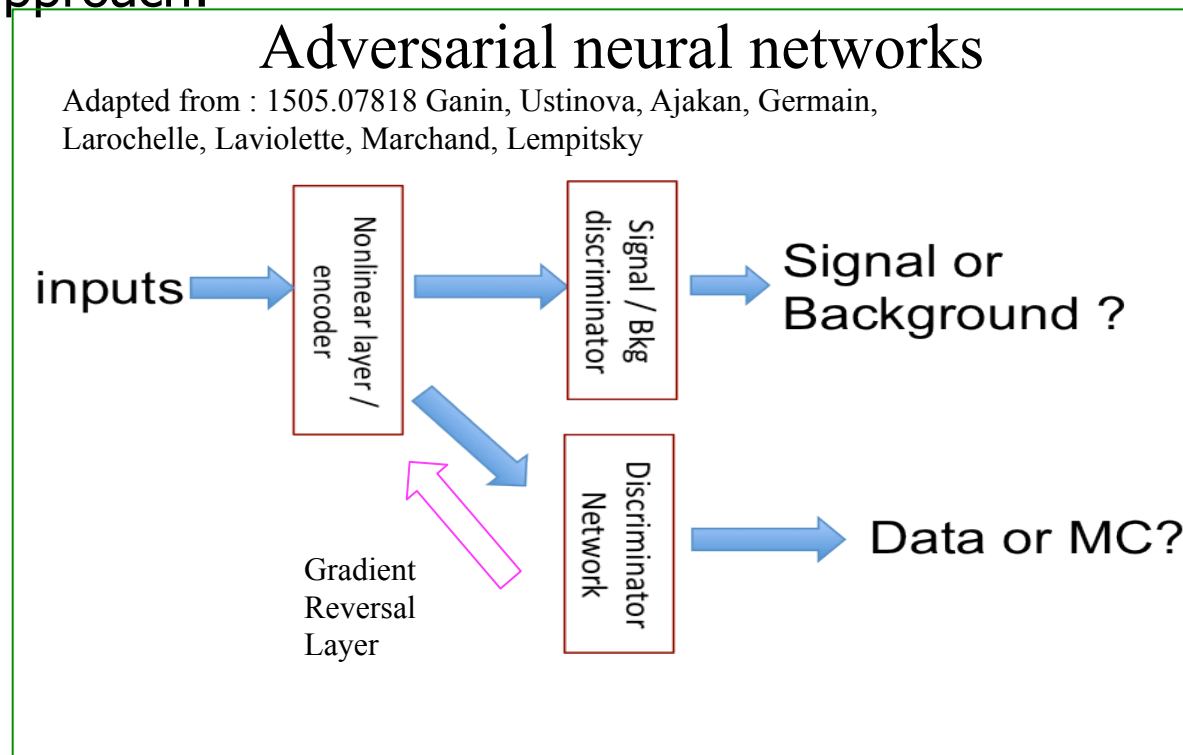 pproach.
Adversarial neural networks
Adapted from : 1505.07818 Ganin, Ustinova, Ajakan, Germain,
Larochelle, Laviolette, Marchand, Lempitsky
inputs
Nonlinear layer /
encoder
Signal / Bkg
discriminator
Signal or
Background ?
Gradient
Reversal
Layer
Discriminator
Network
Data or MC?